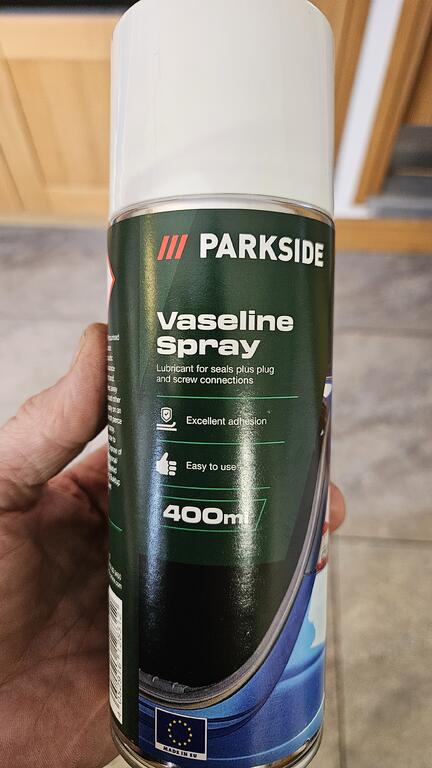 PARKSIDE
Vaseline
Spray
Lubricant for seals plus plug
and screw connections
Excellent adhesion
Easy to use
400ml
MADE IN EU